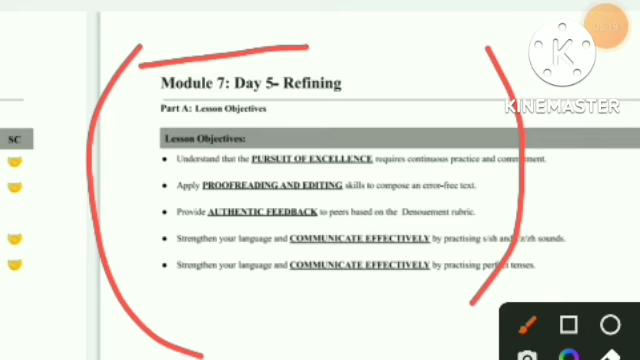 03:19
K
KINEMASTER
Module 7: Day 5- Refining
Part A: Lesson Objectives
SC
Lesson Objectives:
Understand that the PURSUIT OF EXCELLENCE requires continuous practice and commitment.
Apply PROOFREADING AND EDITING skills to compose an error-free text.
Provide AUTHENTIC FEEDBACK to peers based on the Denouement rubric.
Strengthen your language and COMMUNICATE EFFECTIVELY by practising s/sh and z/zh sounds.
Strengthen your language and COMMUNICATE EFFECTIVELY by practising perfect tenses.